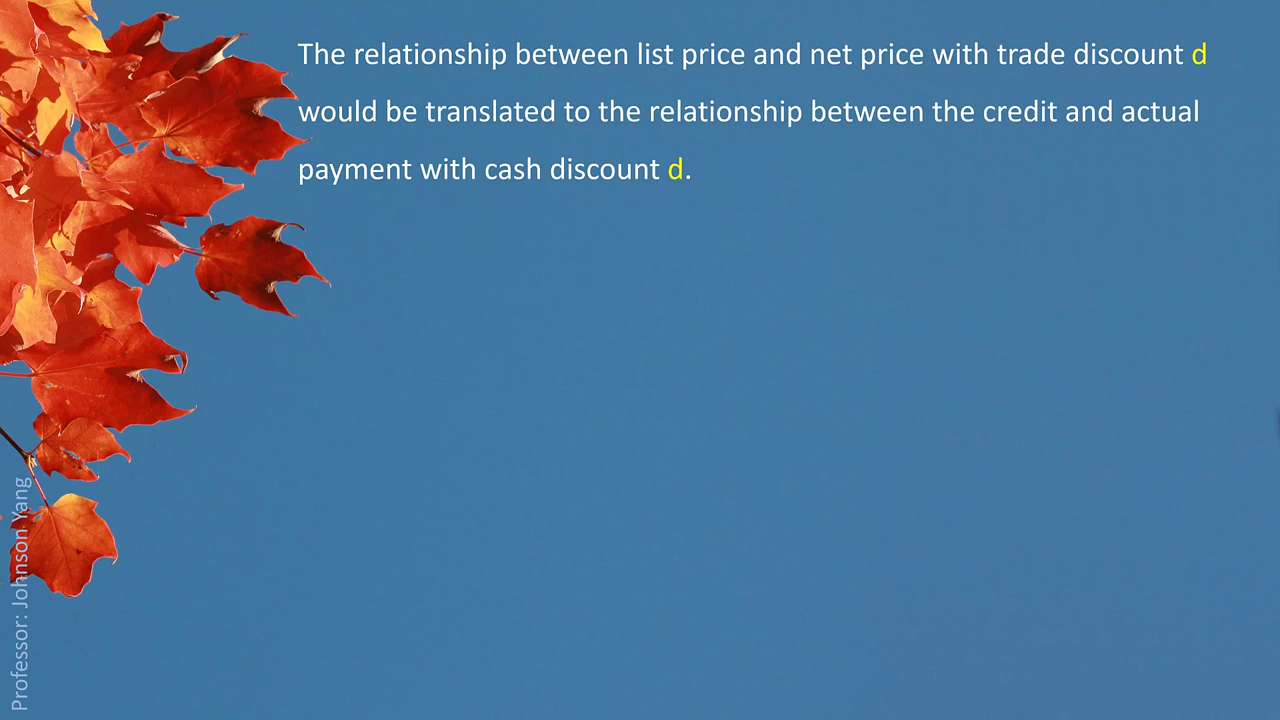 The relationship between list price and net price with trade discount d
would be translated to the relationship between the credit and actual
payment with cash discount d.
Professor: Johnson Yang